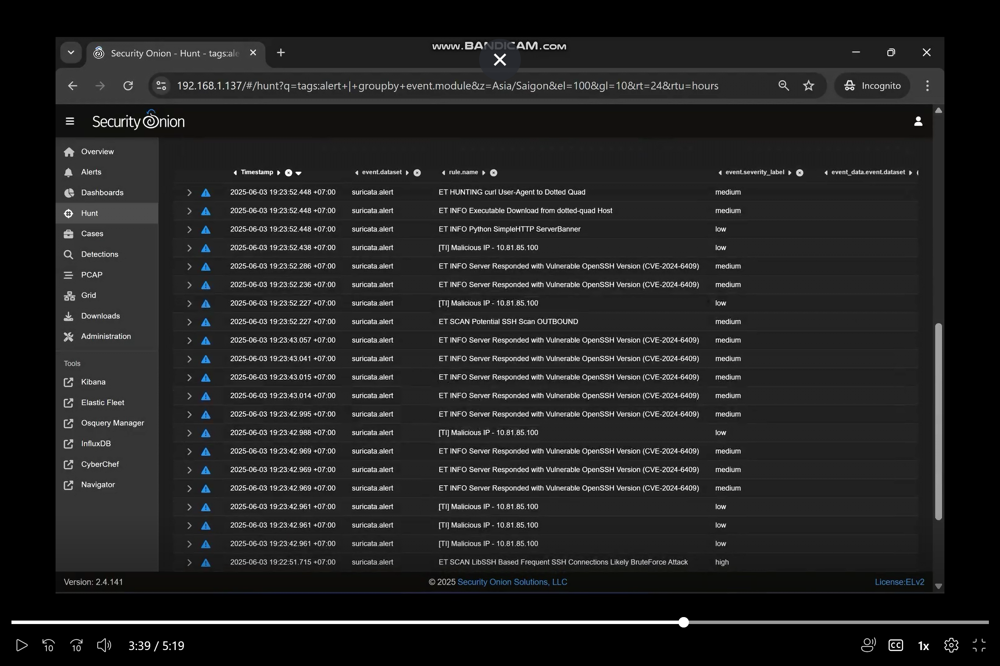 www.BANDICAM.com
Security Onion - Hunt - tags:ale
192.168.1.137/#/hunt?q=tags:alert+|+groupby+event.module&z=Asia/Saigon&el=100&gl=10&rt=24&rtu=hours
Incognito
Security Onion
Overview
Alerts
Dashboards
Hunt
Cases
Detections
PCAP
Grid
Downloads
Administration
Tools
Kibana
Elastic Fleet
Osquery Manager
InfluxDB
CyberChef
Navigator
Timestamp event.dataset rule.name event.severity_label event_data.event.dataset
2025-06-03 19:23:52.448 +07:00 suricata.alert ET HUNTING curl User-Agent to Dotted Quad medium
2025-06-03 19:23:52.448 +07:00 suricata.alert ET INFO Executable Download from dotted-quad Host medium
2025-06-03 19:23:52.448 +07:00 suricata.alert ET INFO Python SimpleHTTP ServerBanner low
2025-06-03 19:23:52.438 +07:00 suricata.alert [TI] Malicious IP - 10.81.85.100 low
2025-06-03 19:23:52.286 +07:00 suricata.alert ET INFO Server Responded with Vulnerable OpenSSH Version (CVE-2024-6409) medium
2025-06-03 19:23:52.236 +07:00 suricata.alert ET INFO Server Responded with Vulnerable OpenSSH Version (CVE-2024-6409) medium
2025-06-03 19:23:52.227 +07:00 suricata.alert [TI] Malicious IP - 10.81.85.100 low
2025-06-03 19:23:52.227 +07:00 suricata.alert ET SCAN Potential SSH Scan OUTBOUND medium
2025-06-03 19:23:43.057 +07:00 suricata.alert ET INFO Server Responded with Vulnerable OpenSSH Version (CVE-2024-6409) medium
2025-06-03 19:23:43.041 +07:00 suricata.alert ET INFO Server Responded with Vulnerable OpenSSH Version (CVE-2024-6409) medium
2025-06-03 19:23:43.015 +07:00 suricata.alert ET INFO Server Responded with Vulnerable OpenSSH Version (CVE-2024-6409) medium
2025-06-03 19:23:43.014 +07:00 suricata.alert ET INFO Server Responded with Vulnerable OpenSSH Version (CVE-2024-6409) medium
2025-06-03 19:23:42.995 +07:00 suricata.alert ET INFO Server Responded with Vulnerable OpenSSH Version (CVE-2024-6409) medium
2025-06-03 19:23:42.988 +07:00 suricata.alert [TI] Malicious IP - 10.81.85.100 low
2025-06-03 19:23:42.969 +07:00 suricata.alert ET INFO Server Responded with Vulnerable OpenSSH Version (CVE-2024-6409) medium
2025-06-03 19:23:42.969 +07:00 suricata.alert ET INFO Server Responded with Vulnerable OpenSSH Version (CVE-2024-6409) medium
2025-06-03 19:23:42.969 +07:00 suricata.alert ET INFO Server Responded with Vulnerable OpenSSH Version (CVE-2024-6409) medium
2025-06-03 19:23:42.961 +07:00 suricata.alert [TI] Malicious IP - 10.81.85.100 low
2025-06-03 19:23:42.961 +07:00 suricata.alert [TI] Malicious IP - 10.81.85.100 low
2025-06-03 19:23:42.961 +07:00 suricata.alert [TI] Malicious IP - 10.81.85.100 low
2025-06-03 19:22:51.715 +07:00 suricata.alert ET SCAN LibSSH Based Frequent SSH Connections Likely BruteForce Attack high
Version: 2.4.141 © 2025 Security Onion Solutions, LLC License:ELv2
10 10 3:39 / 5:19 CC 1x